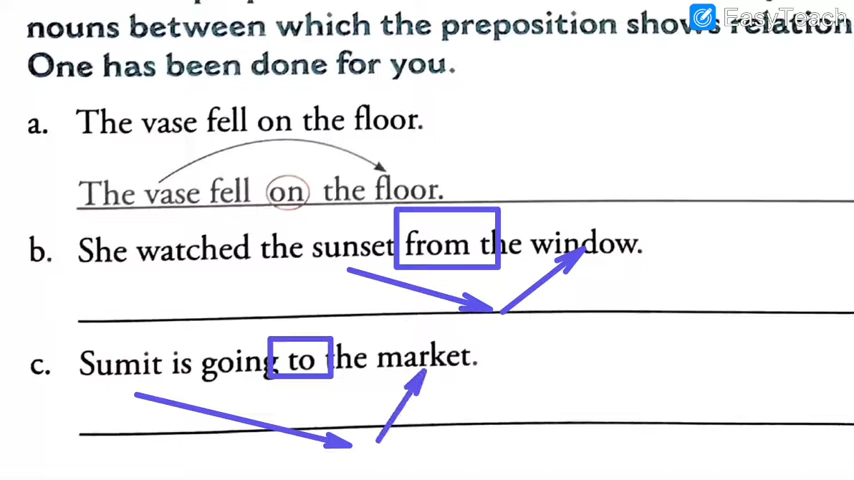 EasyTeach
nouns between which the preposition shows relation
One has been done for you.
a. The vase fell on the floor.
The vase fell on the floor.
b. She watched the sunset from the window.
c. Sumit is going to the market.